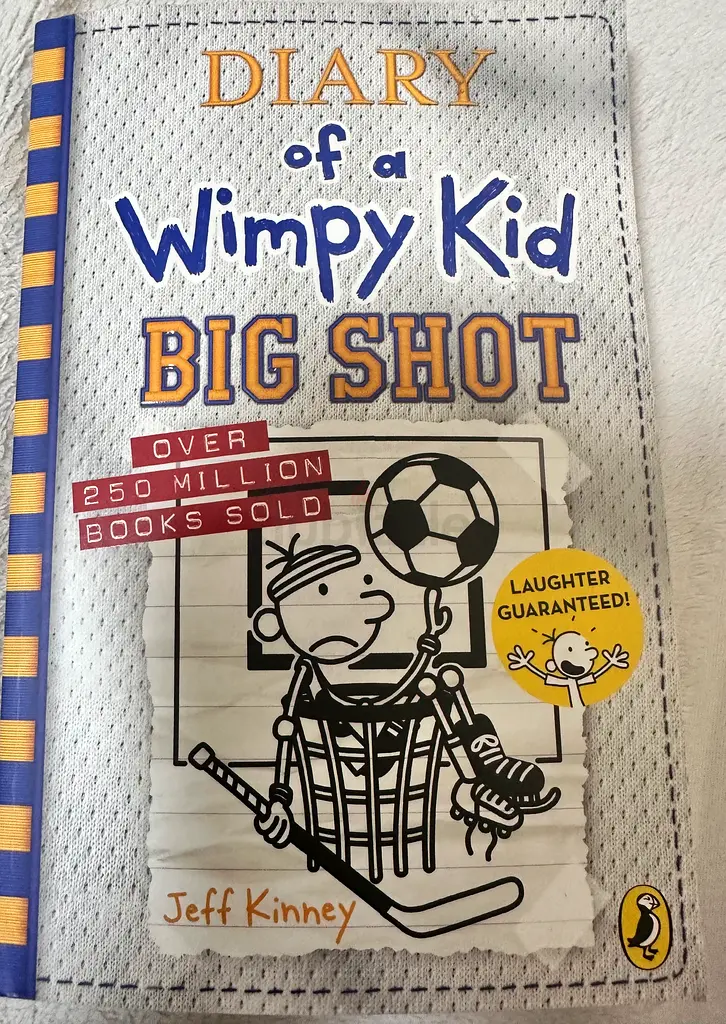 DIARY
of a
Wimpy Kid
BIG SHOT
OVER
250 MILLION
BOOKS SOLD
LAUGHTER
GUARANTEED!
Jeff Kinney